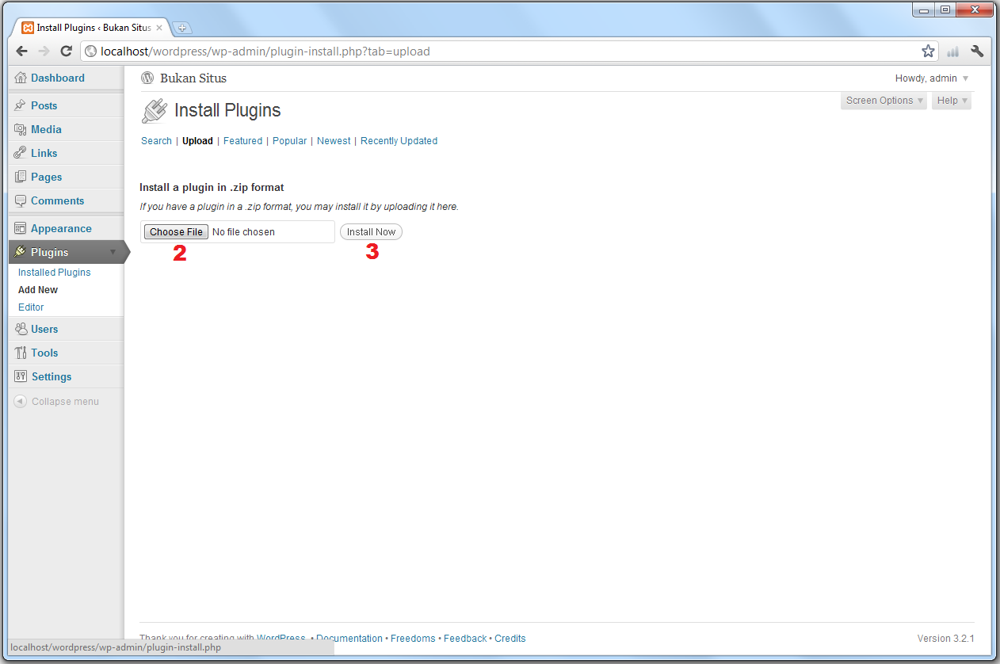 Install Plugins ‹ Bukan Situs
localhost/wordpress/wp-admin/plugin-install.php?tab=upload
Dashboard
Posts
Media
Links
Pages
Comments
Appearance
Plugins
Installed Plugins
Add New
Editor
Users
Tools
Settings
Collapse menu
Bukan Situs
Howdy, admin
Screen Options
Help
Install Plugins
Search | Upload | Featured | Popular | Newest | Recently Updated
Install a plugin in .zip format
If you have a plugin in a .zip format, you may install it by uploading it here.
Choose File No file chosen Install Now
2 3
Thank you for creating with WordPress. • Documentation • Freedoms • Feedback • Credits
Version 3.2.1
localhost/wordpress/wp-admin/plugin-install.php